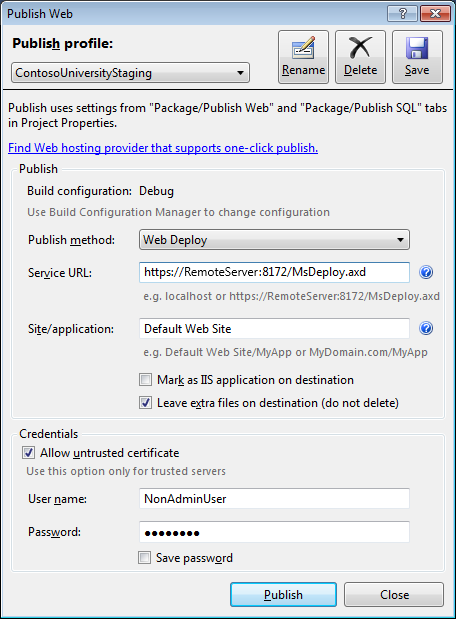 Publish Web
Publish profile:
ContosoUniversityStaging
Rename
Delete
Save
Publish uses settings from "Package/Publish Web" and "Package/Publish SQL" tabs
in Project Properties.
Find Web hosting provider that supports one-click publish.
Publish
Build configuration: Debug
Use Build Configuration Manager to change configuration
Publish method: Web Deploy
Service URL: https://RemoteServer:8172/MsDeploy.axd
e.g. localhost or https://RemoteServer:8172/MsDeploy.axd
Site/application: Default Web Site
e.g. Default Web Site/MyApp or MyDomain.com/MyApp
Mark as IIS application on destination
Leave extra files on destination (do not delete)
Credentials
Allow untrusted certificate
Use this option only for trusted servers
User name: NonAdminUser
Password: ●●●●●●●●
Save password
Publish Close